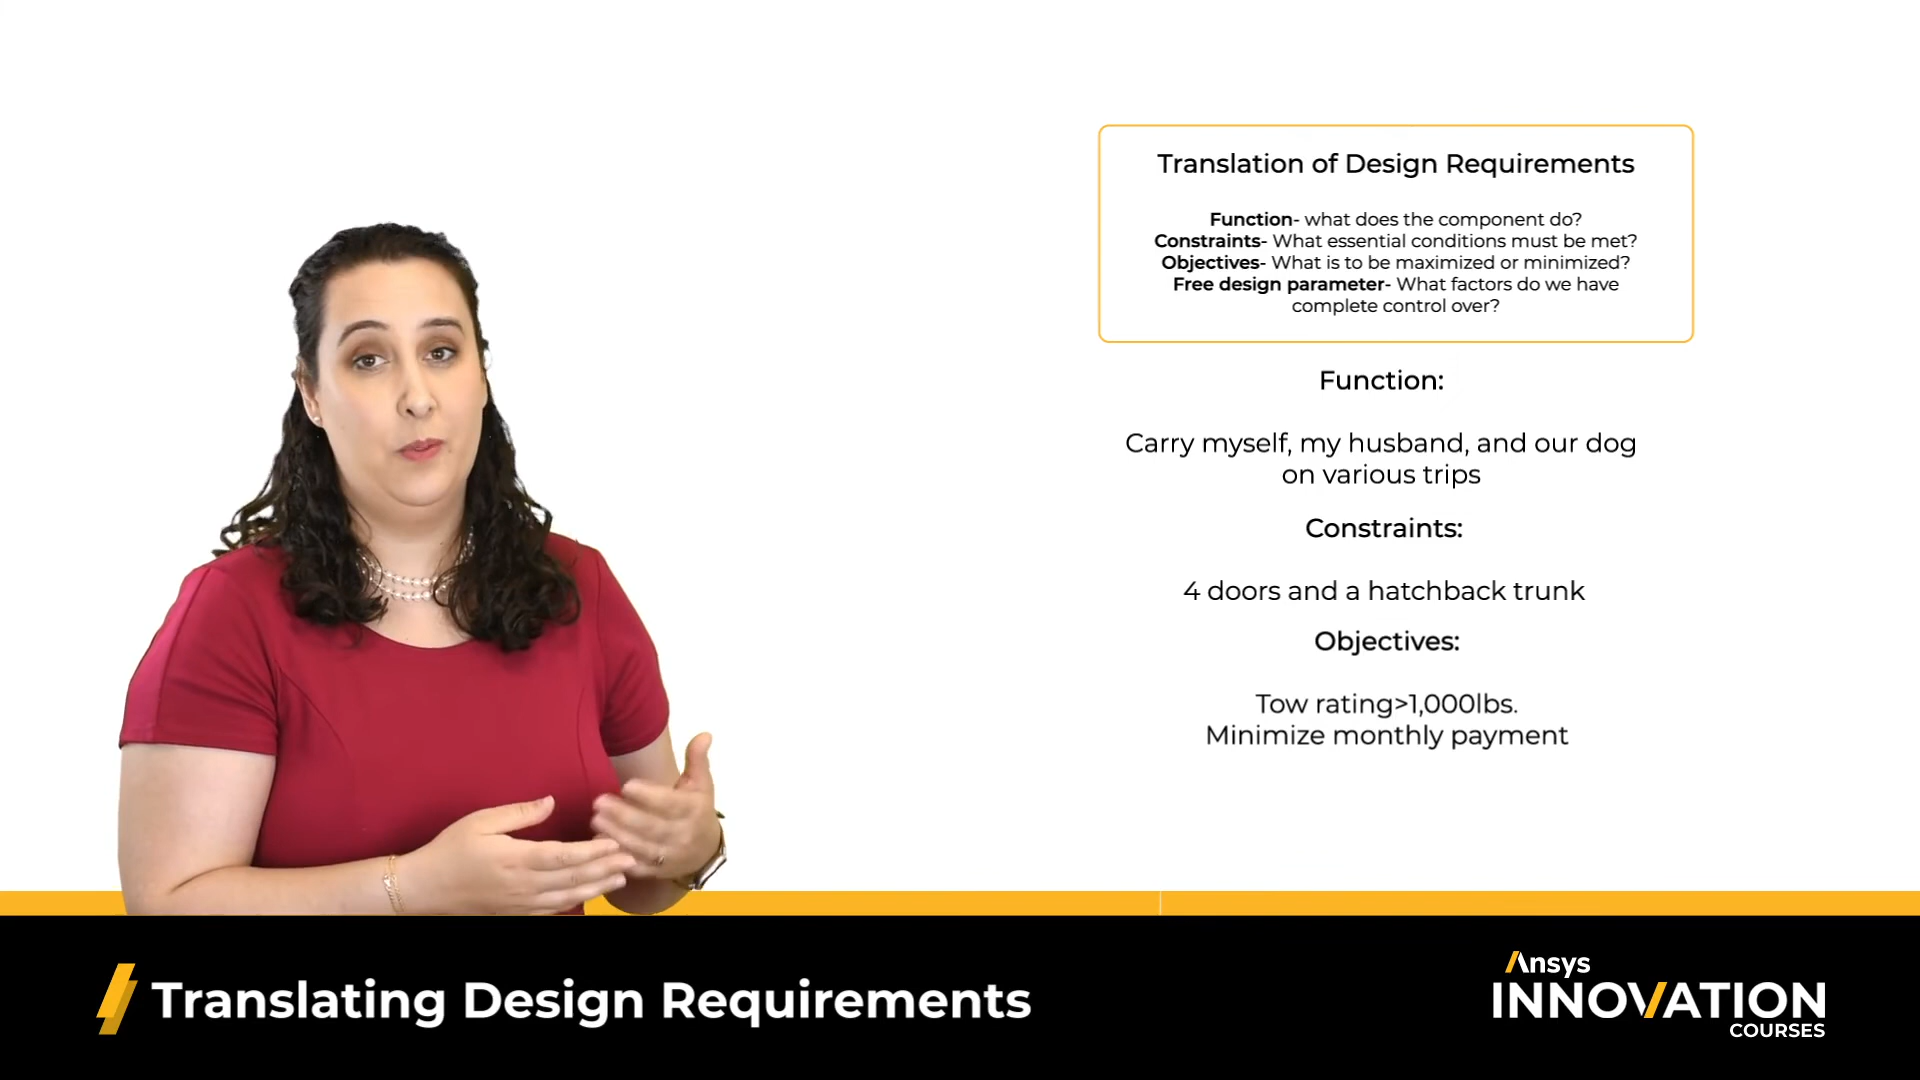 Translation of Design Requirements
Function- what does the component do?
Constraints- What essential conditions must be met?
Objectives- What is to be maximized or minimized?
Free design parameter- What factors do we have
complete control over?
Function:
Carry myself, my husband, and our dog
on various trips
Constraints:
4 doors and a hatchback trunk
Objectives:
Tow rating>1,000lbs.
Minimize monthly payment
Translating Design Requirements
Ansys
INNOVATION
COURSES